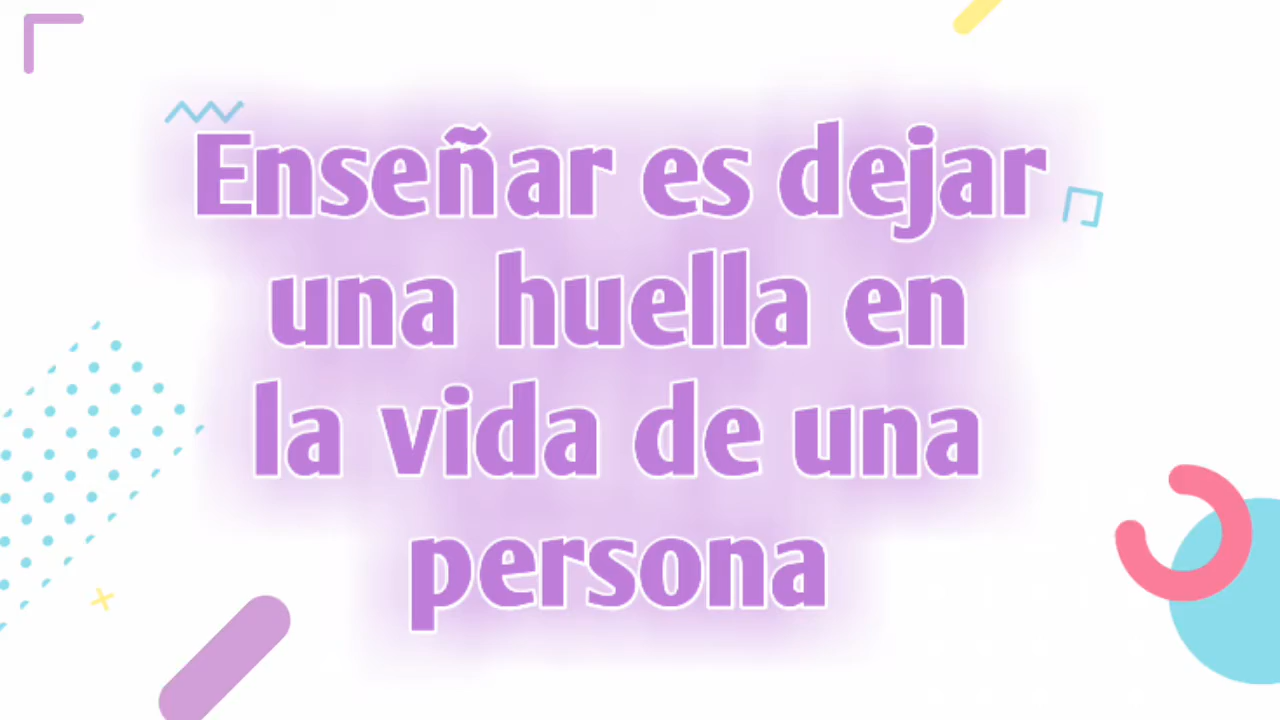 Enseñar es dejar
una huella en
la vida de una
persona